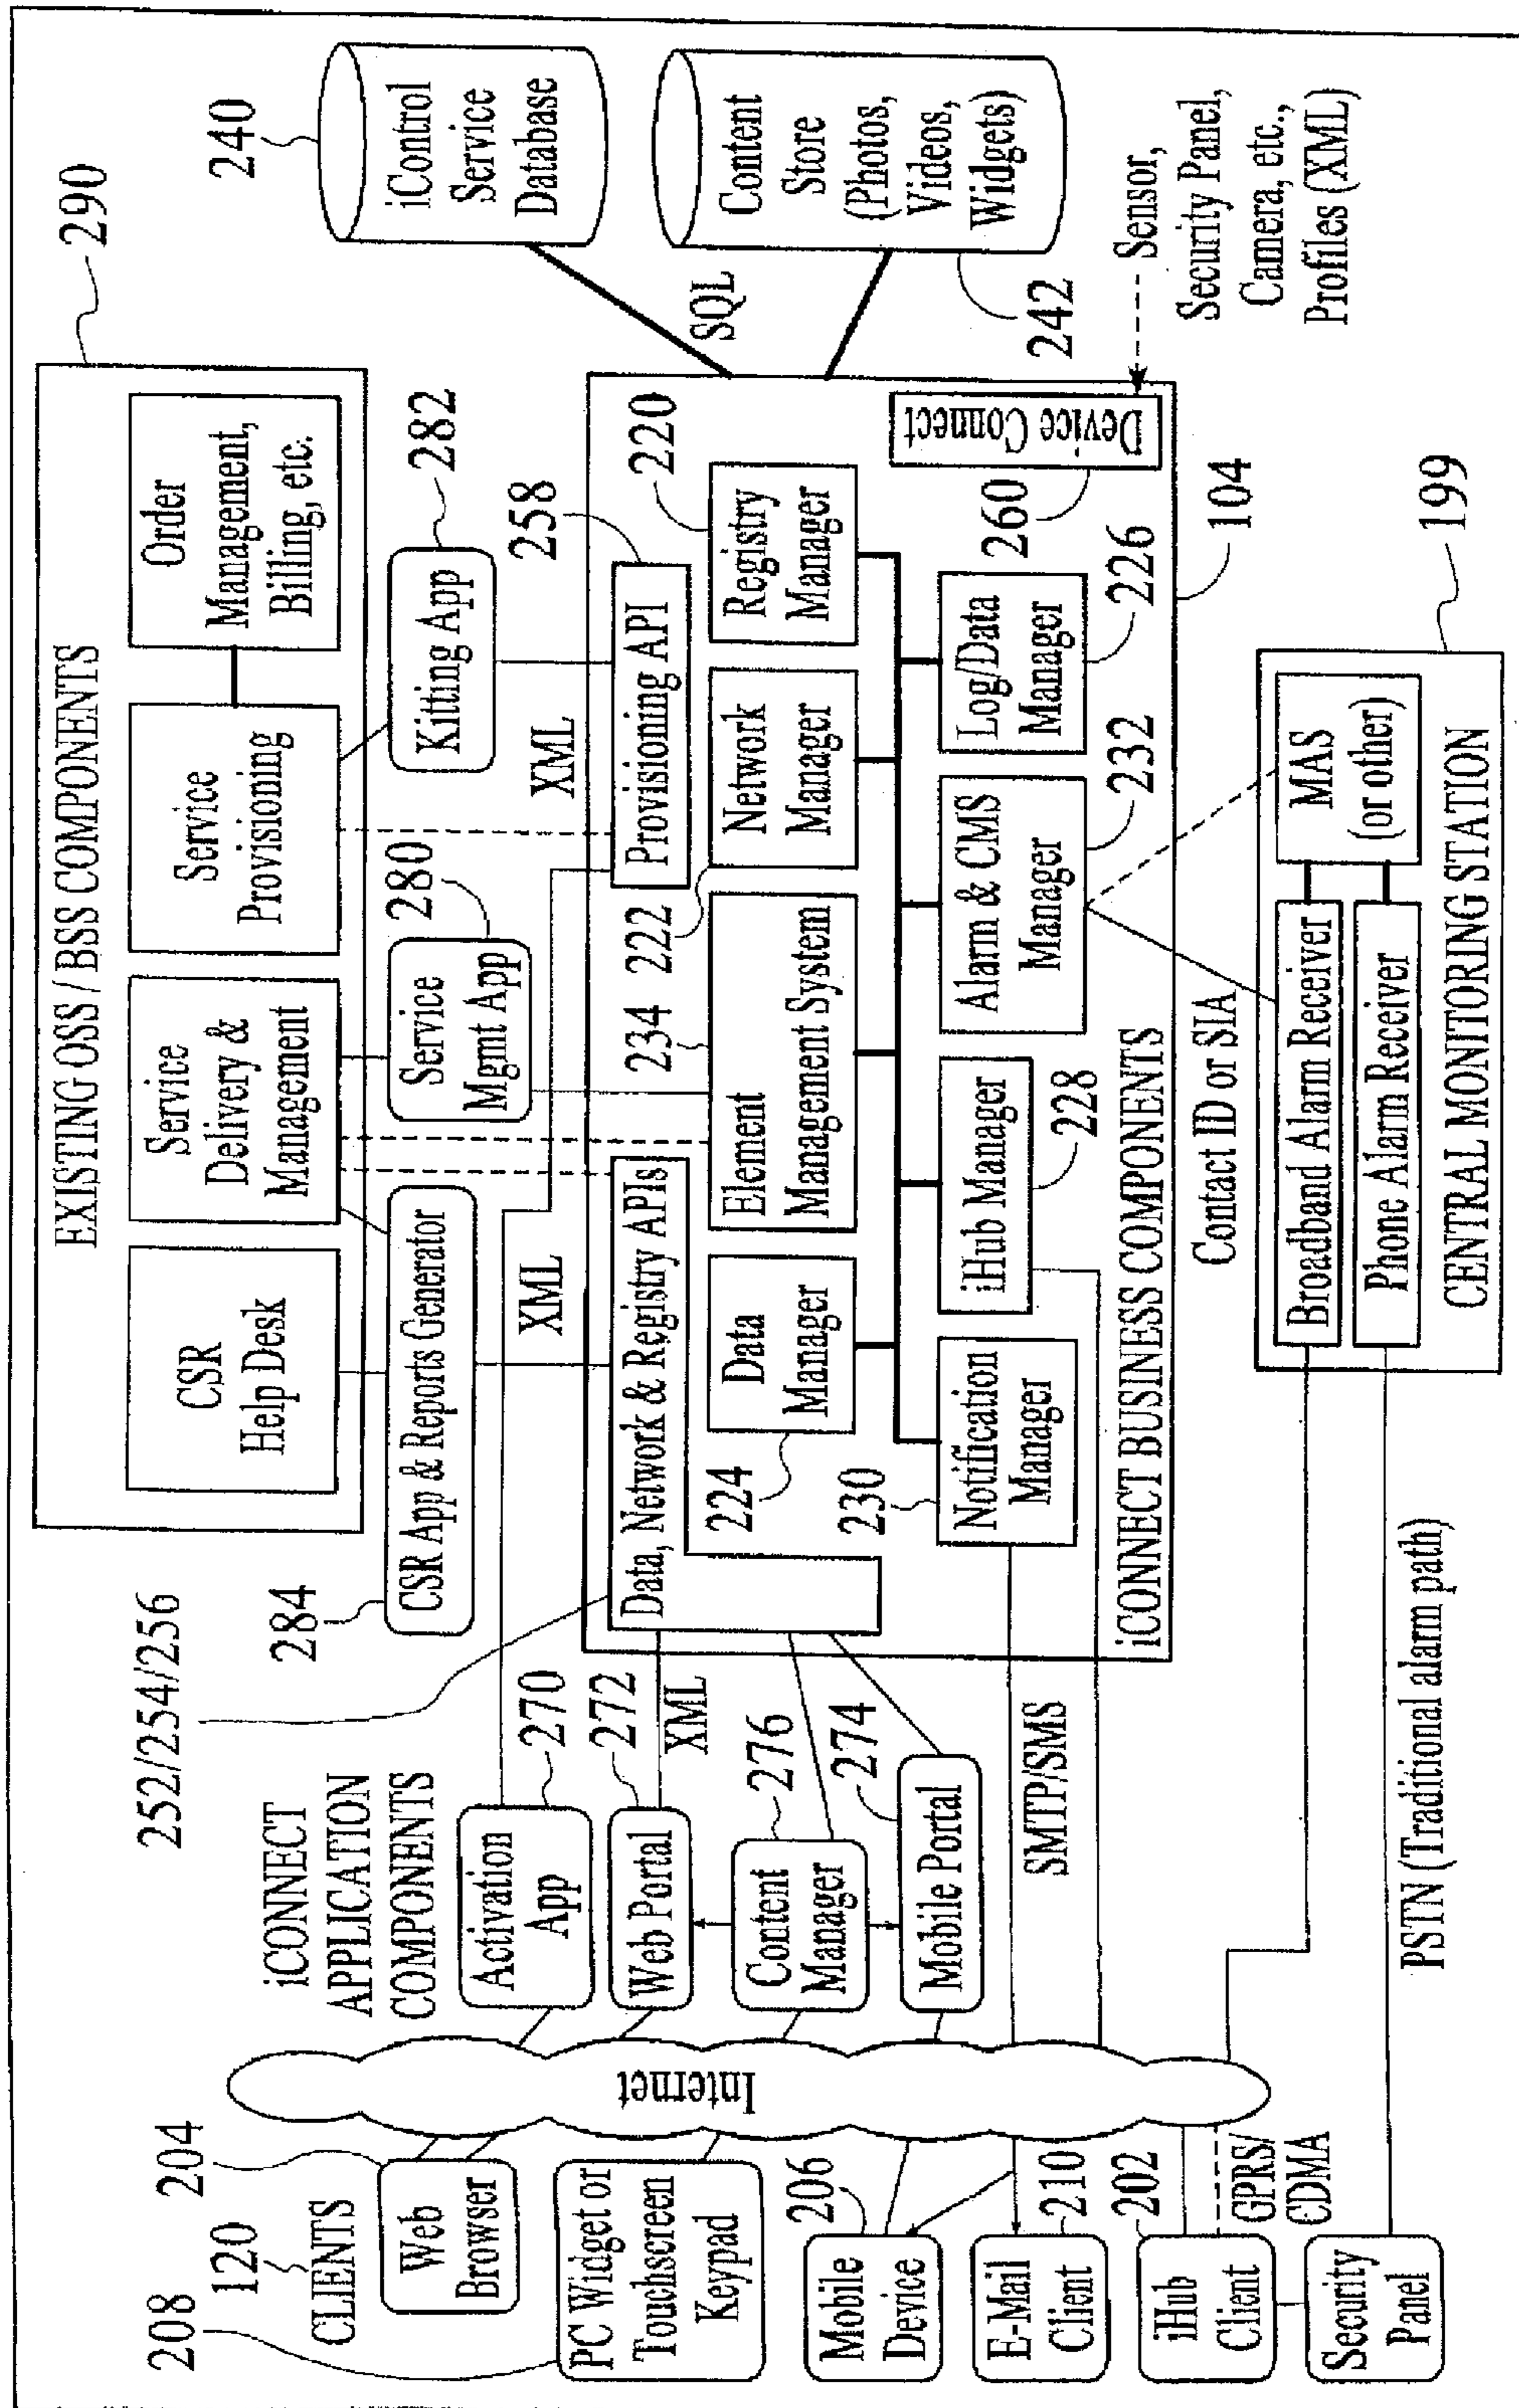 EXISTING OSS / BSS COMPONENTS
290
CSR
Help Desk
Service
Delivery &
Management
Service
Provisioning
Order
Management,
Billing, etc.
252/254/256
284
CSR App & Reports Generator
Service
Mgmt App
280
Kitting App
282
XML
XML
258
240
iControl
Service
Database
Content
Store
(Photos,
Videos,
Widgets)
242
SQL
iCONNECT
APPLICATION
COMPONENTS
Activation
App
270
Web Portal
272
XML
Content
Manager
276
Mobile Portal
274
SMTP/SMS
Data, Network & Registry APIs
Provisioning API
Data
Manager
224
Element
Management System
234
Network
Manager
222
Registry
Manager
220
Notification
Manager
230
iHub Manager
228
Alarm & CMS
Manager
232
Log/Data
Manager
226
Device Connect
260
Sensor,
Security Panel,
Camera, etc.,
Profiles (XML)
iCONNECT BUSINESS COMPONENTS
104
208
120
CLIENTS
204
Web
Browser
PC Widget or
Touchscreen
Keypad
Mobile
Device
206
E-Mail
Client
210
iHub
Client
202
GPRS/
CDMA
Security
Panel
Internet
PSTN (Traditional alarm path)
Contact ID or SIA
Broadband Alarm Receiver
Phone Alarm Receiver
MAS
(or other)
CENTRAL MONITORING STATION
199